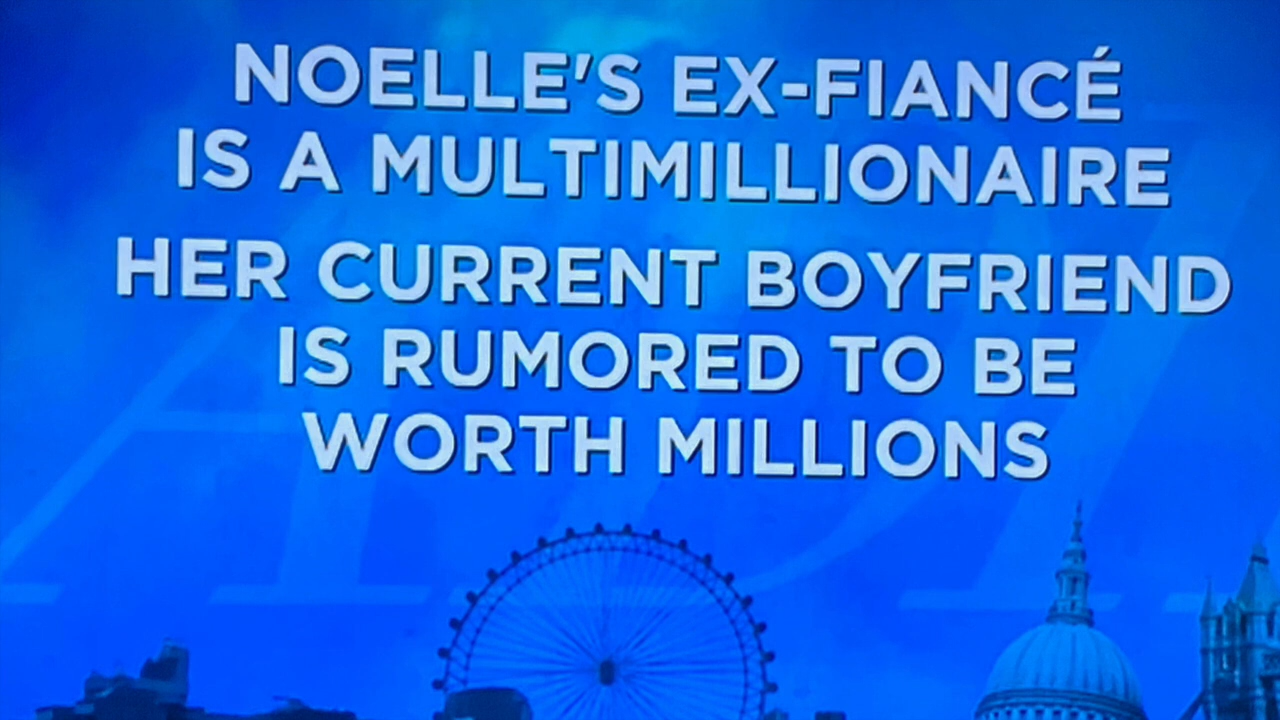 NOELLE'S EX-FIANCÉ
IS A MULTIMILLIONAIRE
HER CURRENT BOYFRIEND
IS RUMORED TO BE
WORTH MILLIONS